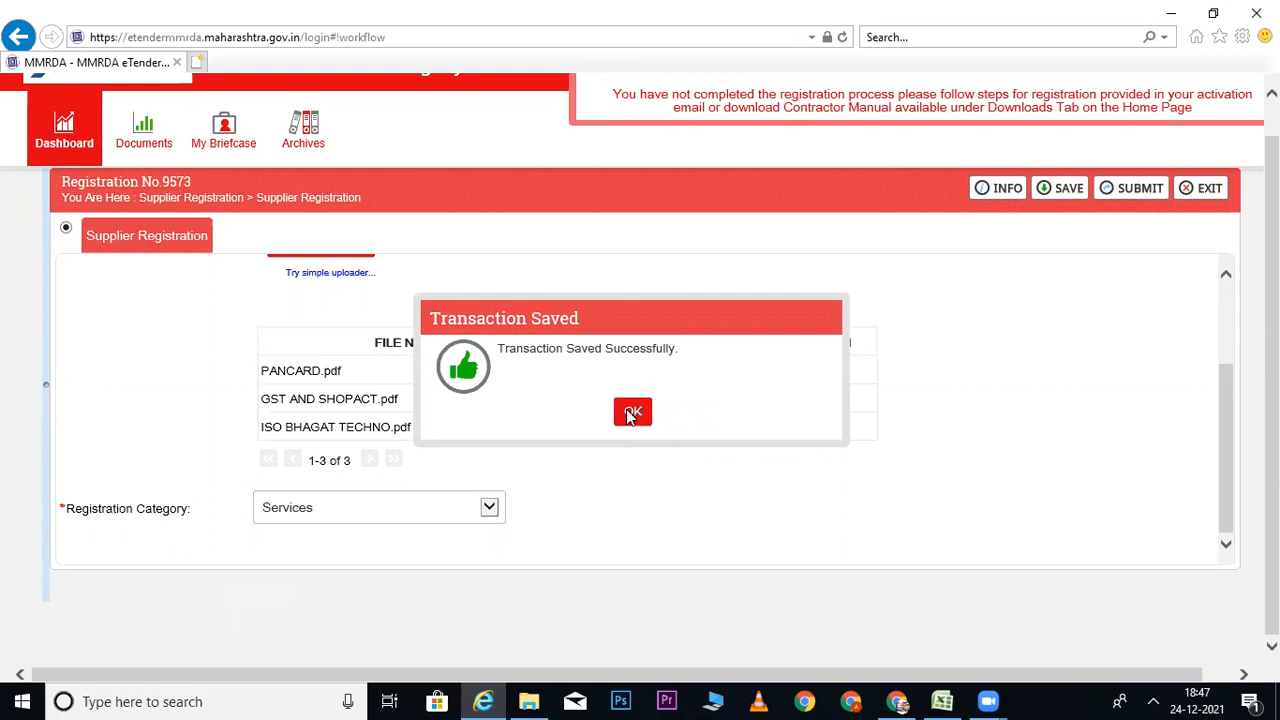 https://etendermmrda.maharashtra.gov.in/login#!workflow
Search...
MMRDA - MMRDA eTender...
You have not completed the registration process please follow steps for registration provided in your activation
email or download Contractor Manual available under Downloads Tab on the Home Page
Dashboard
Documents
My Briefcase
Archives
Registration No.9573
You Are Here : Supplier Registration > Supplier Registration
INFO
SAVE
SUBMIT
EXIT
Supplier Registration
Try simple uploader...
Transaction Saved
Transaction Saved Successfully.
OK
FILE N
PANCARD.pdf
GST AND SHOPACT.pdf
ISO BHAGAT TECHNO.pdf
1-3 of 3
*Registration Category:
Services
Type here to search
Ps
Pr
18:47
24-12-2021
1